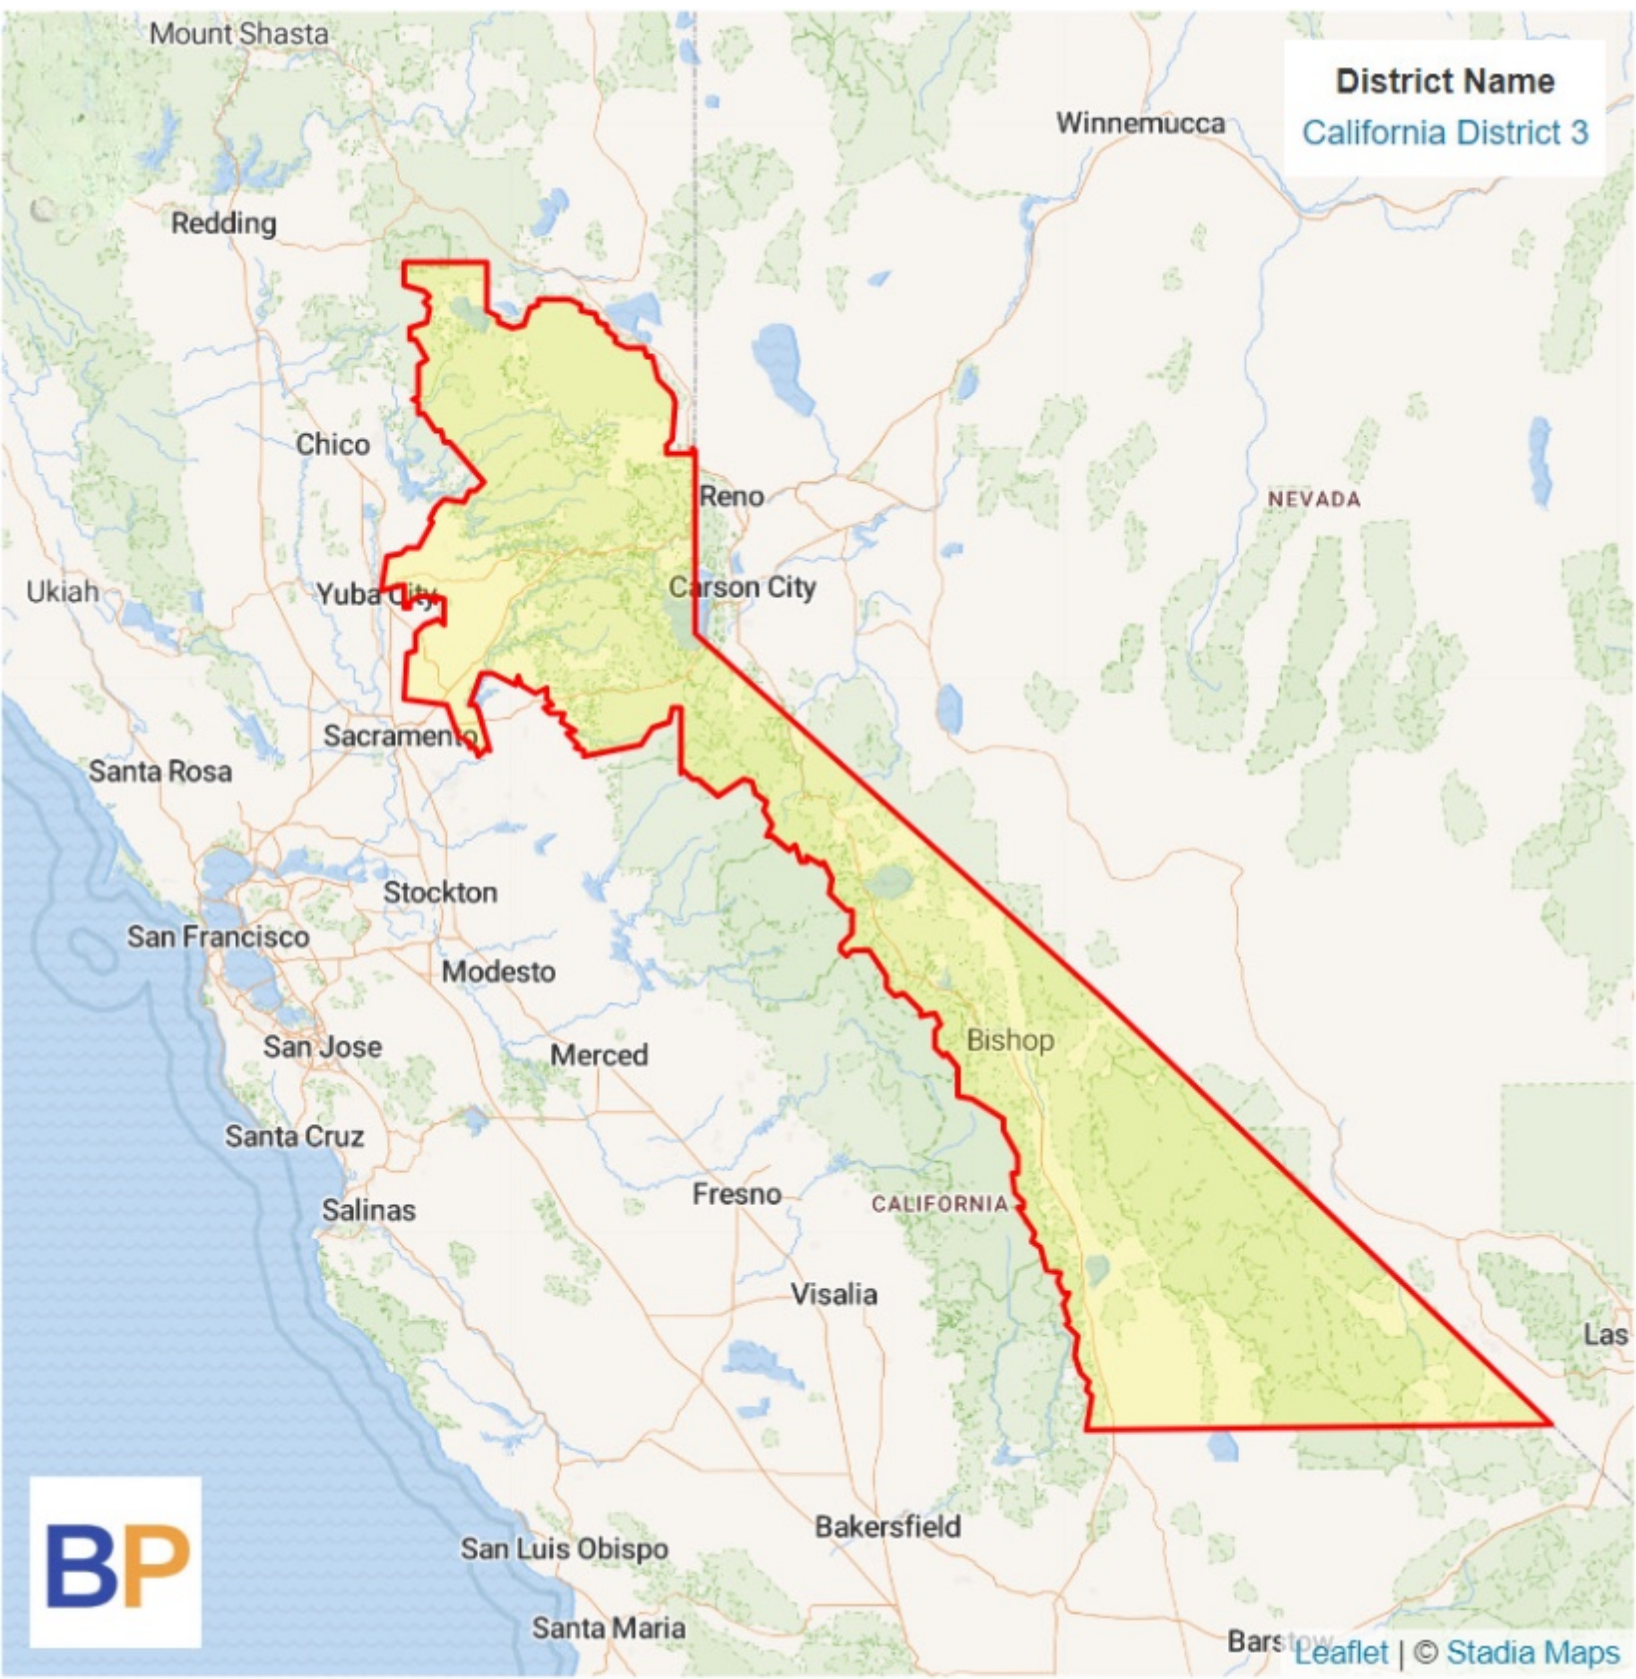 Mount Shasta
District Name
California District 3
Winnemucca
Redding
Chico
Reno
NEVADA
Ukiah
Yuba City
Carson City
Sacramento
Santa Rosa
Stockton
San Francisco
Modesto
Bishop
San Jose
Merced
Santa Cruz
Fresno
CALIFORNIA
Salinas
Visalia
Las
Bakersfield
San Luis Obispo
BP
Santa Maria
Barstow
Leaflet | © Stadia Maps